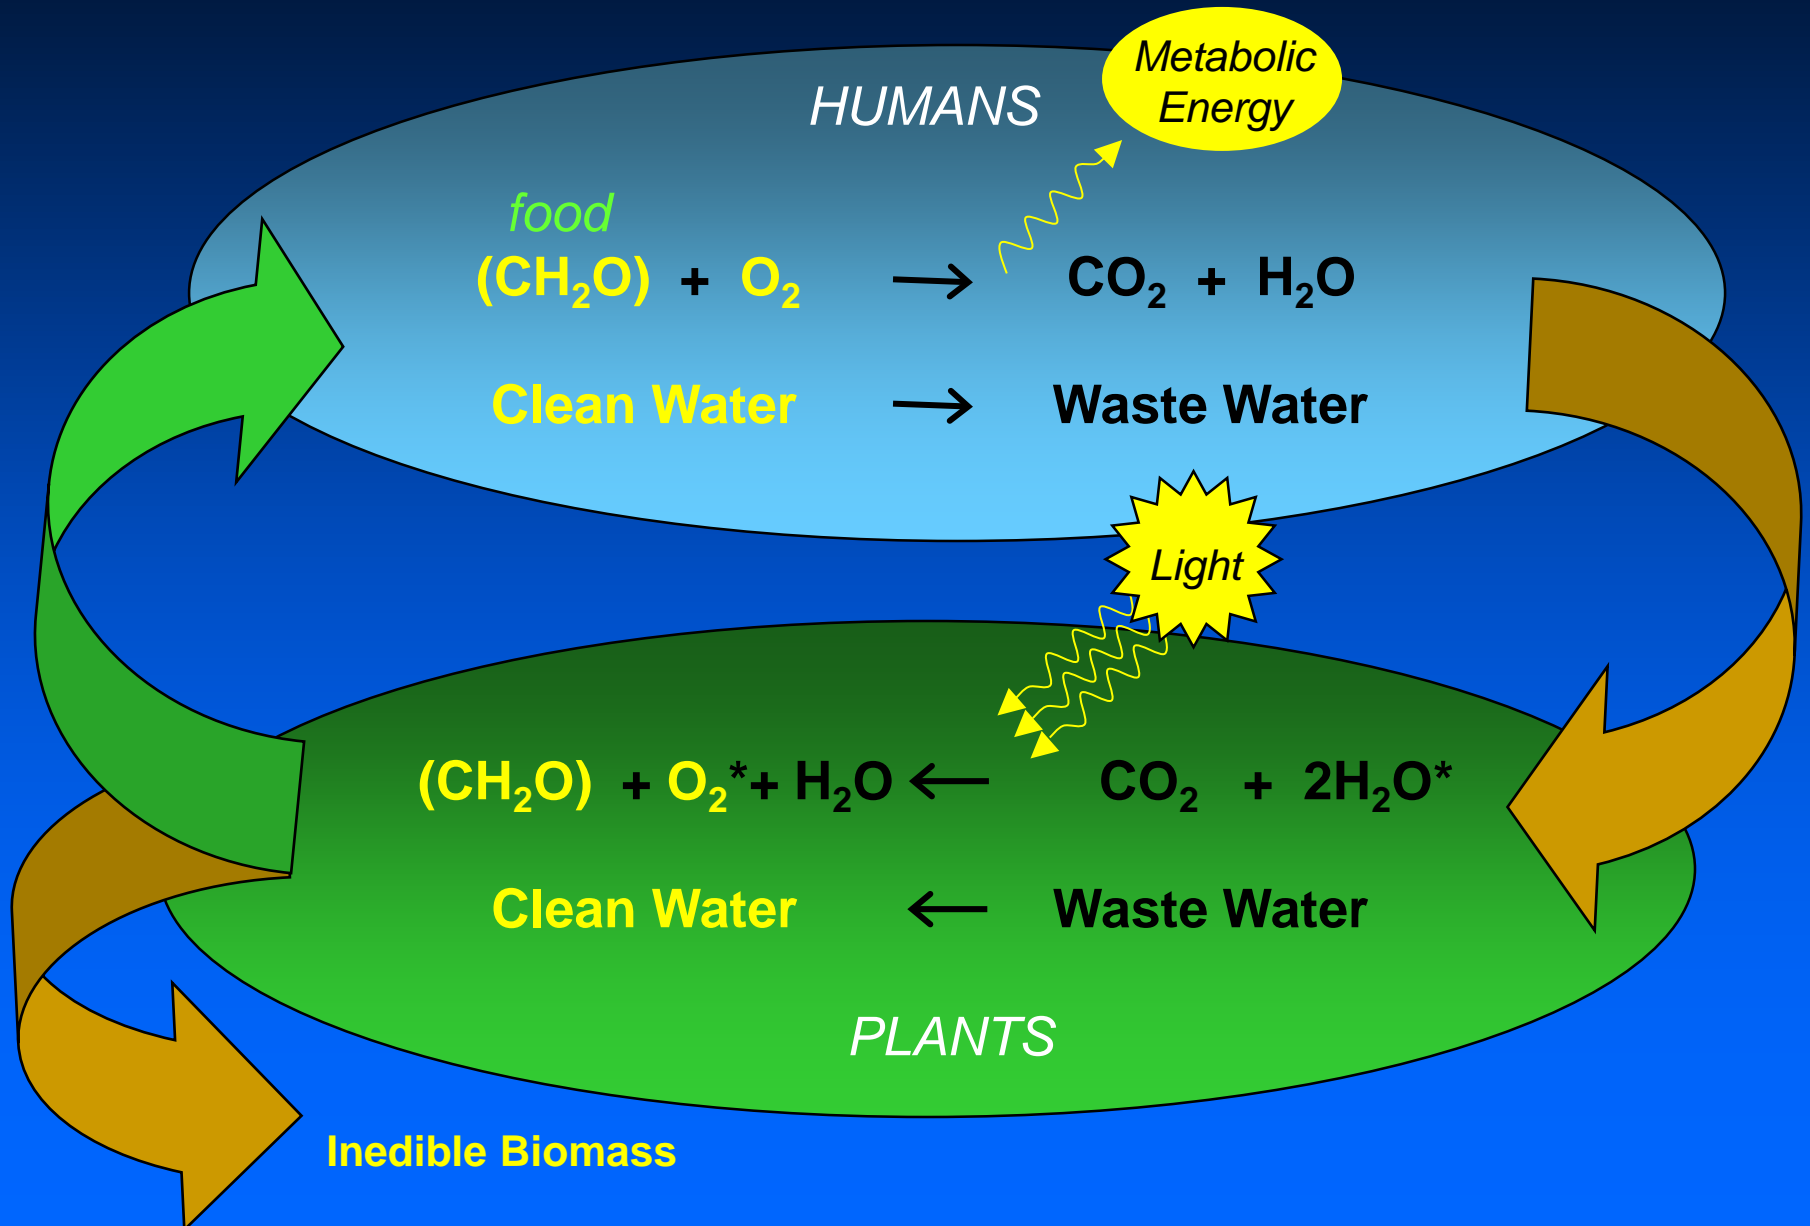 Metabolic
Energy
HUMANS
food
(CH₂O) + O₂ → CO₂ + H₂O
Clean Water → Waste Water
Light
(CH₂O) + O₂* + H₂O ← CO₂ + 2H₂O*
Clean Water ← Waste Water
PLANTS
Inedible Biomass